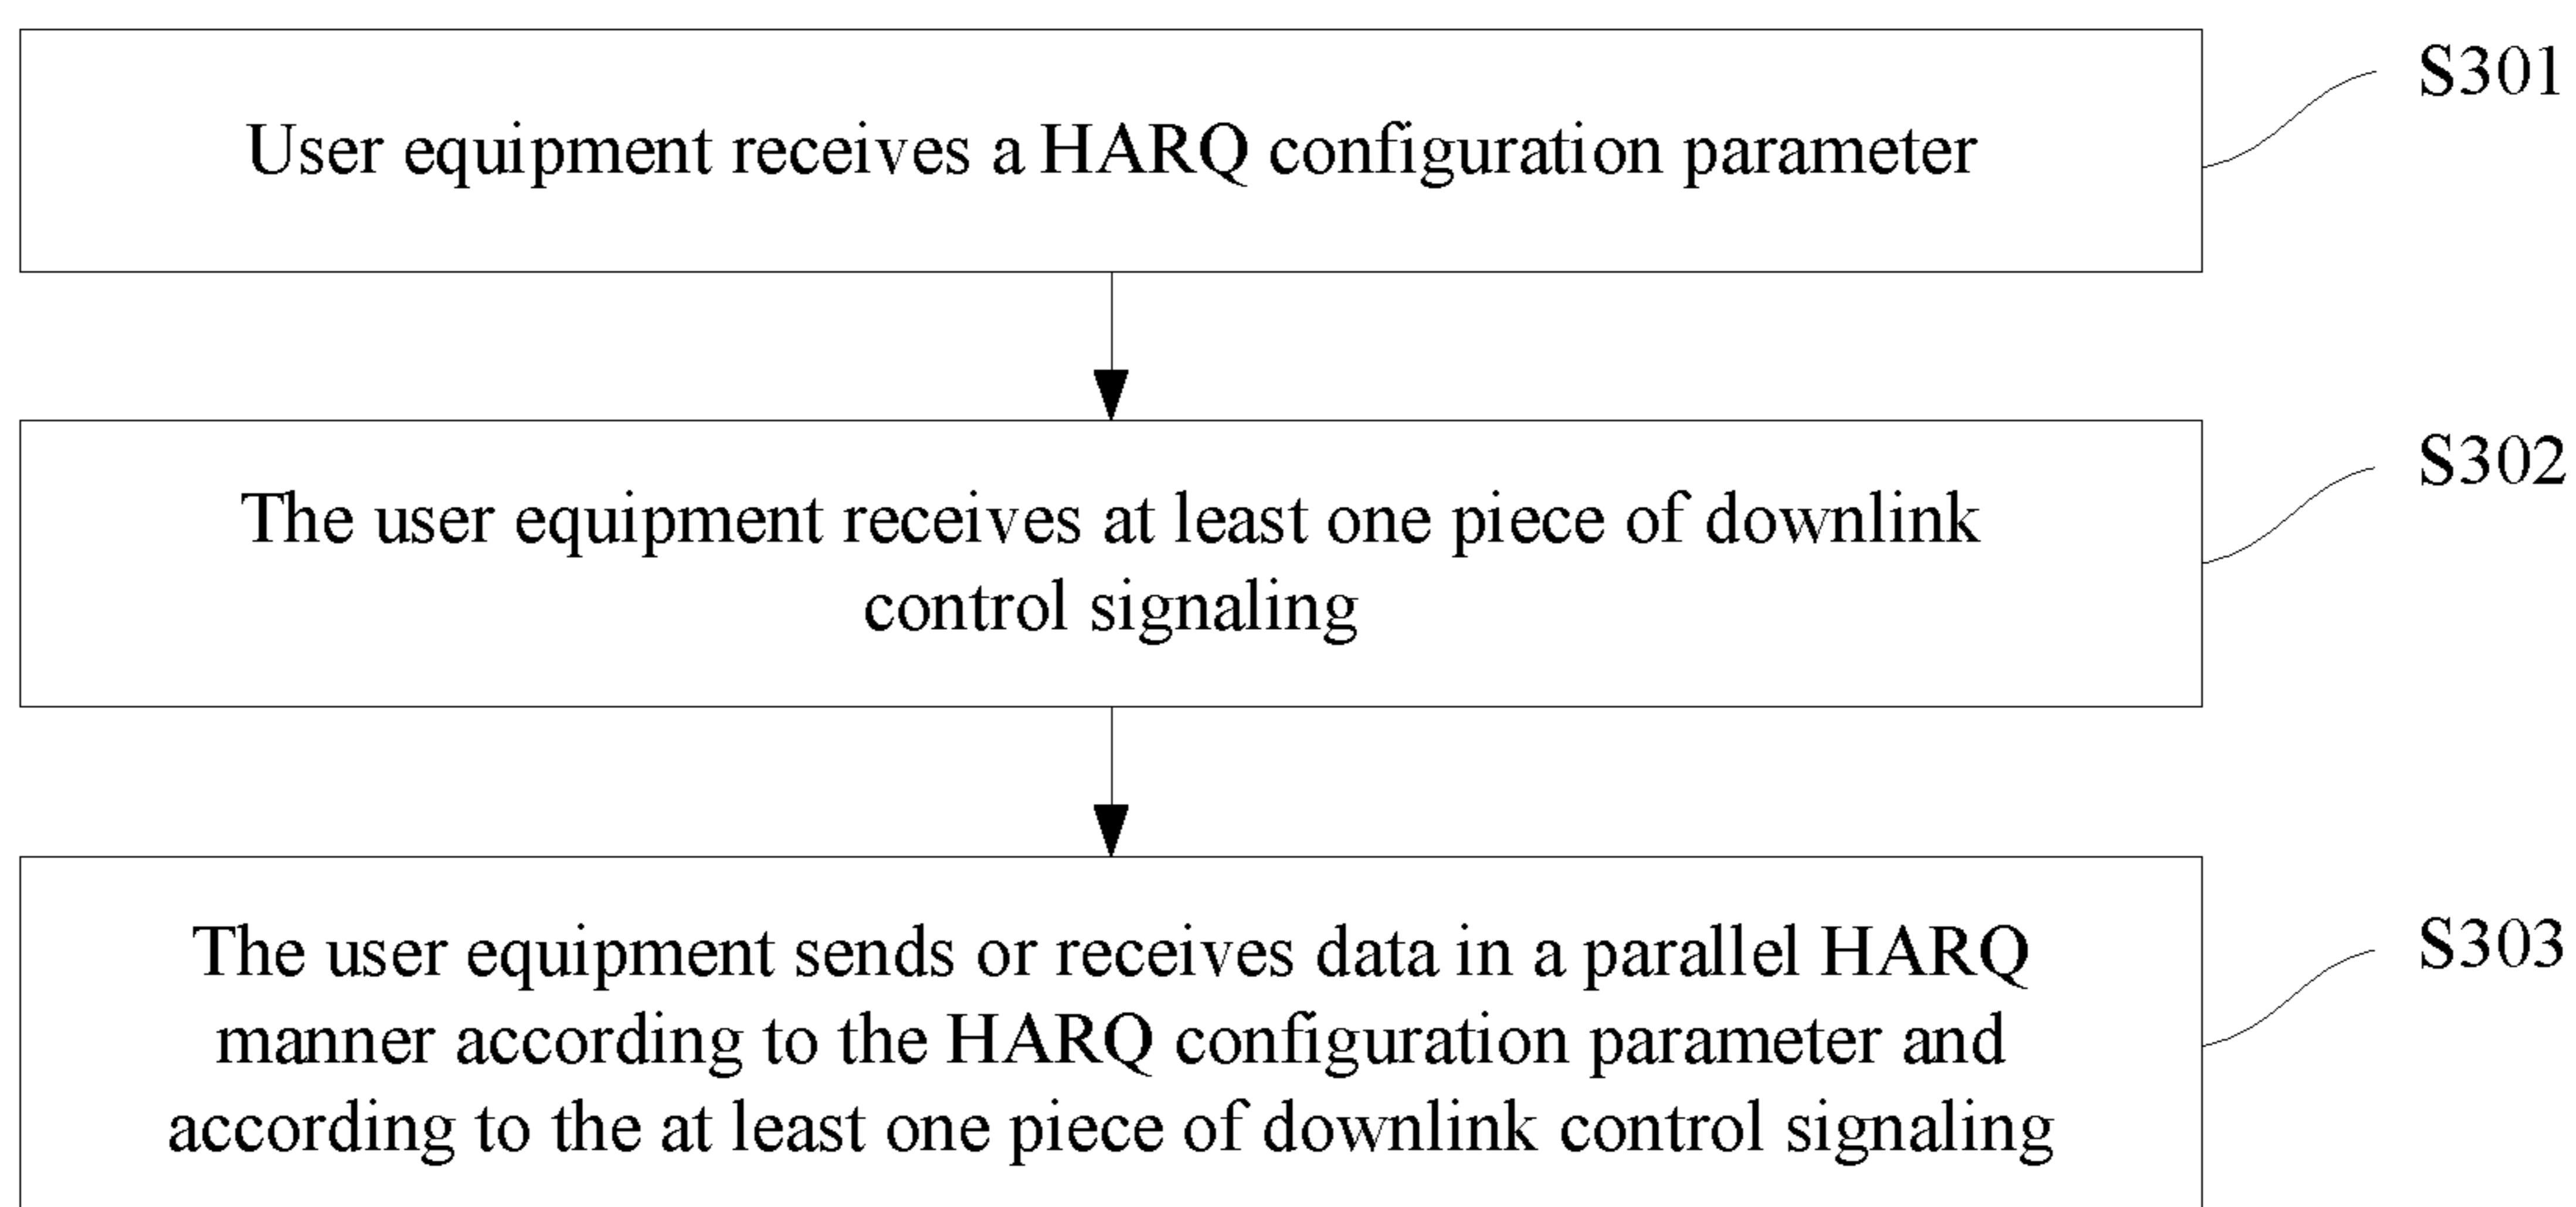 User equipment receives a HARQ configuration parameter
S301
The user equipment receives at least one piece of downlink
control signaling
S302
The user equipment sends or receives data in a parallel HARQ
manner according to the HARQ configuration parameter and
according to the at least one piece of downlink control signaling
S303